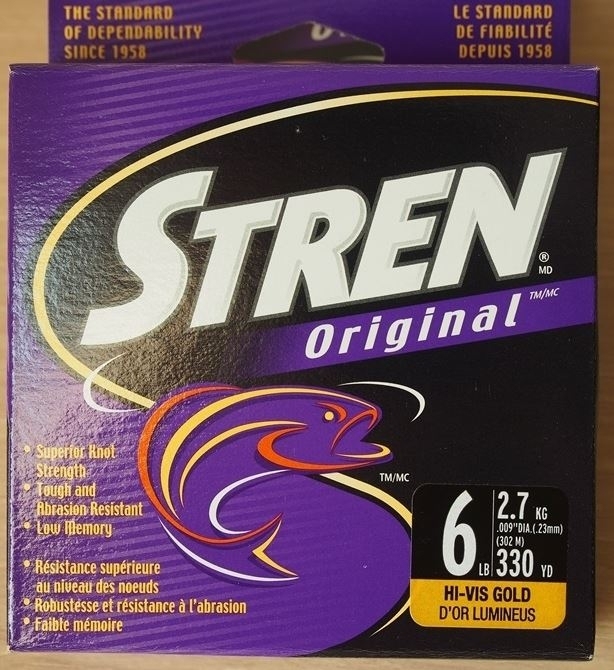 THE STANDARD
OF DEPENDABILITY
SINCE 1958
LE STANDARD
DE FIABILITÉ
DEPUIS 1958
STREN
®
MD
Original TM/MC
TM/MC
• Superior Knot
Strength
• Tough and
Abrasion Resistant
• Low Memory
• Résistance supérieure
au niveau des noeuds
• Robustesse et résistance à l'abrasion
• Faible mémoire
6 LB
2.7 KG
.009"DIA.(.23mm)
(302 M)
330 YD
HI-VIS GOLD
D'OR LUMINEUS